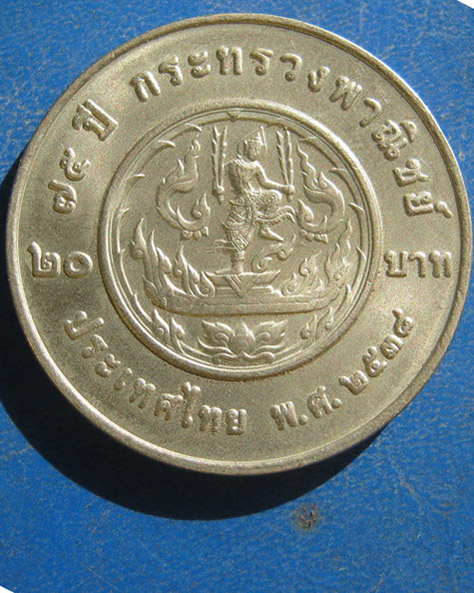 ๗๕ ปี กระทรวงพาณิชย์
๒๐ บาท
ประเทศไทย พ.ศ. ๒๕๓๘